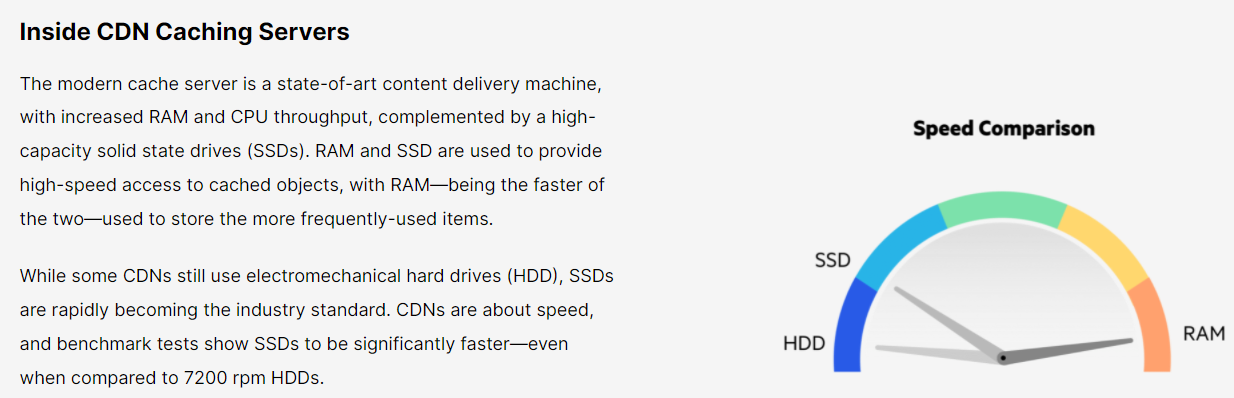 Inside CDN Caching Servers
The modern cache server is a state-of-art content delivery machine,
with increased RAM and CPU throughput, complemented by a high-
capacity solid state drives (SSDs). RAM and SSD are used to provide
high-speed access to cached objects, with RAM—being the faster of
the two—used to store the more frequently-used items.
While some CDNs still use electromechanical hard drives (HDD), SSDs
are rapidly becoming the industry standard. CDNs are about speed,
and benchmark tests show SSDs to be significantly faster—even
when compared to 7200 rpm HDDs.
Speed Comparison
SSD
HDD
RAM